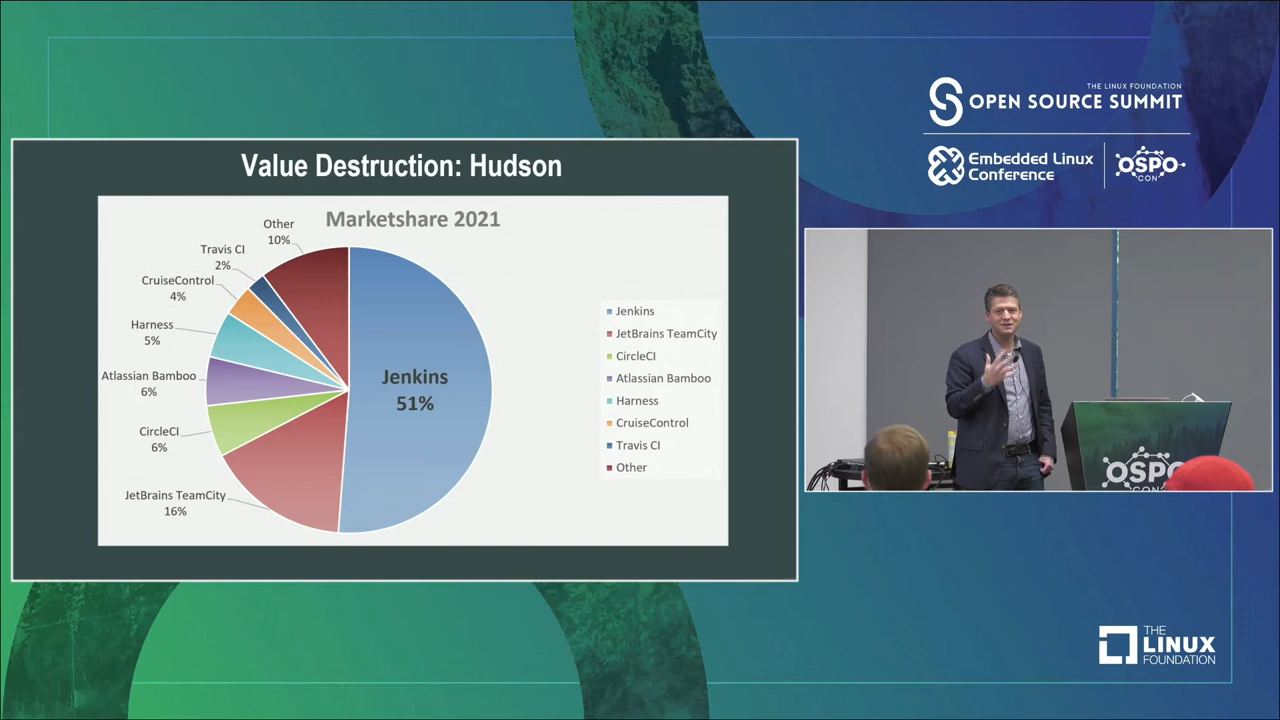 THE LINUX FOUNDATION
OPEN SOURCE SUMMIT
Embedded Linux
Conference
OSPO
CON
Value Destruction: Hudson
Marketshare 2021
Other
10%
Travis CI
2%
CruiseControl
4%
Harness
5%
Atlassian Bamboo
6%
CircleCI
6%
JetBrains TeamCity
16%
Jenkins
51%
Jenkins
JetBrains TeamCity
CircleCI
Atlassian Bamboo
Harness
CruiseControl
Travis CI
Other
OSPO
CON
THE
LINUX
FOUNDATION